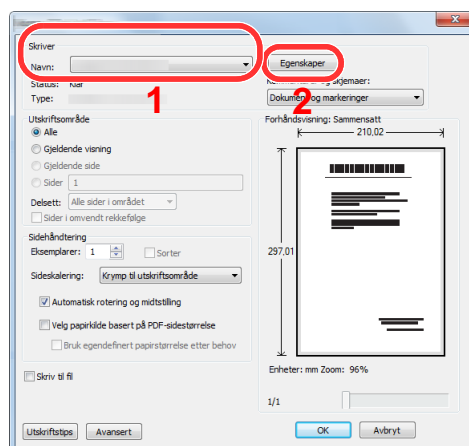 Skriver
Navn:
Egenskaper
Status: Klar
Kommentarer og skjemaer:
Type:
Dokument og markeringer
1
2
Utskriftsområde
Alle
Gjeldende visning
Gjeldende side
Sider 1
Delsett: Alle sider i området
Sider i omvendt rekkefølge
Sidehåndtering
Eksemplarer: 1 Sorter
Sideskalering: Krymp til utskriftsområde
Automatisk rotering og midtstilling
Velg papirkilde basert på PDF-sidestørrelse
Bruk egendefinert papirstørrelse etter behov
Skriv til fil
Forhåndsvisning: Sammensatt
210,02
297,01
Enheter: mm Zoom: 96%
1/1
Utskriftstips Avansert OK Avbryt